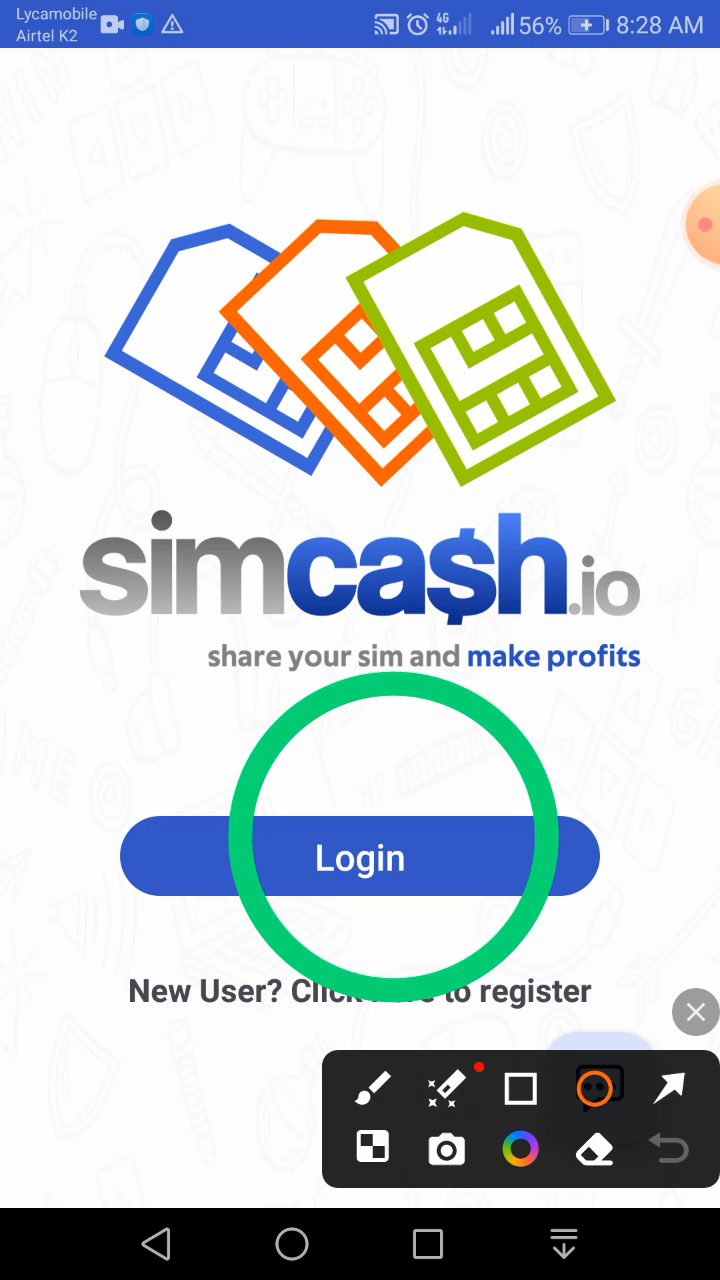 Lycamobile
Airtel K2
4G
56%
8:28 AM
simca$h.io
share your sim and make profits
Login
New User? Click to register